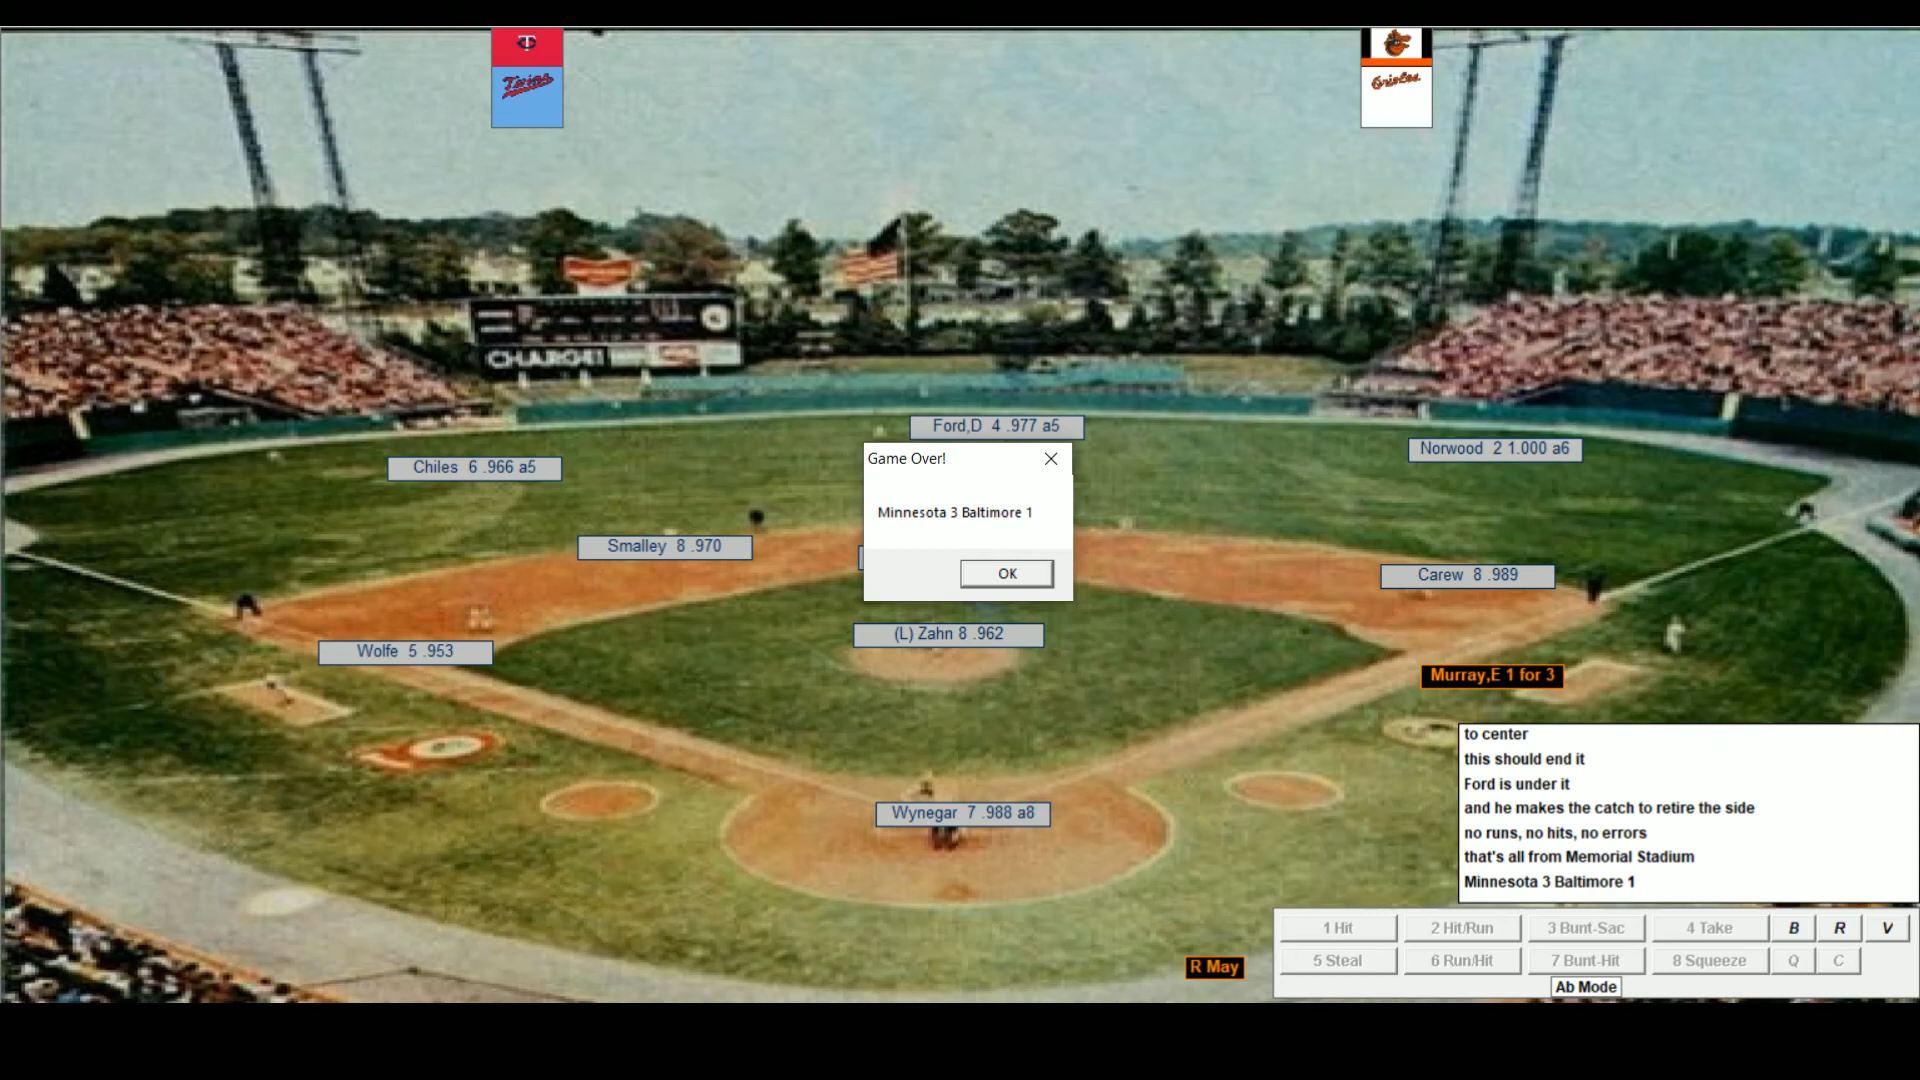 Twins
Orioles
CHARGE!
Ford,D 4 .977 a5
Norwood 2 1.000 a6
Chiles 6 .966 a5
Game Over!
Minnesota 3 Baltimore 1
OK
Smalley 8 .970
Carew 8 .989
(L) Zahn 8 .962
Wolfe 5 .953
Murray,E 1 for 3
Wynegar 7 .988 a8
to center
this should end it
Ford is under it
and he makes the catch to retire the side
no runs, no hits, no errors
that's all from Memorial Stadium
Minnesota 3 Baltimore 1
R May
1 Hit 2 Hit/Run 3 Bunt-Sac 4 Take B R V
5 Steal 6 Run/Hit 7 Bunt-Hit 8 Squeeze Q C
Ab Mode